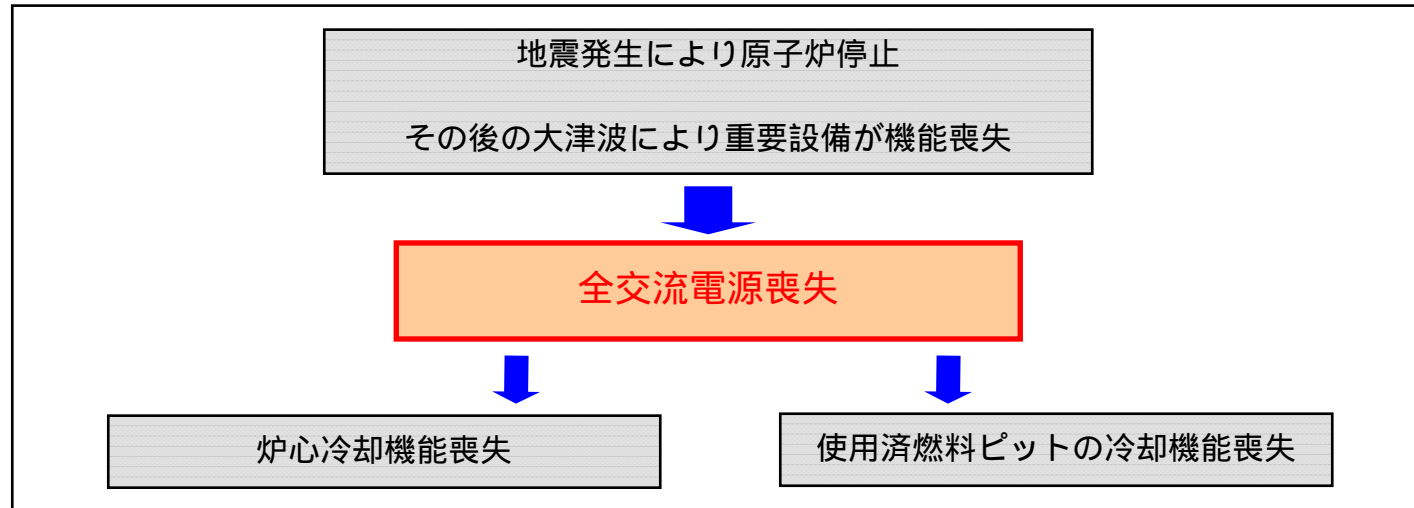 地震発生により原子炉停止
その後の大津波により重要設備が機能喪失
全交流電源喪失
炉心冷却機能喪失
使用済燃料ピットの冷却機能喪失